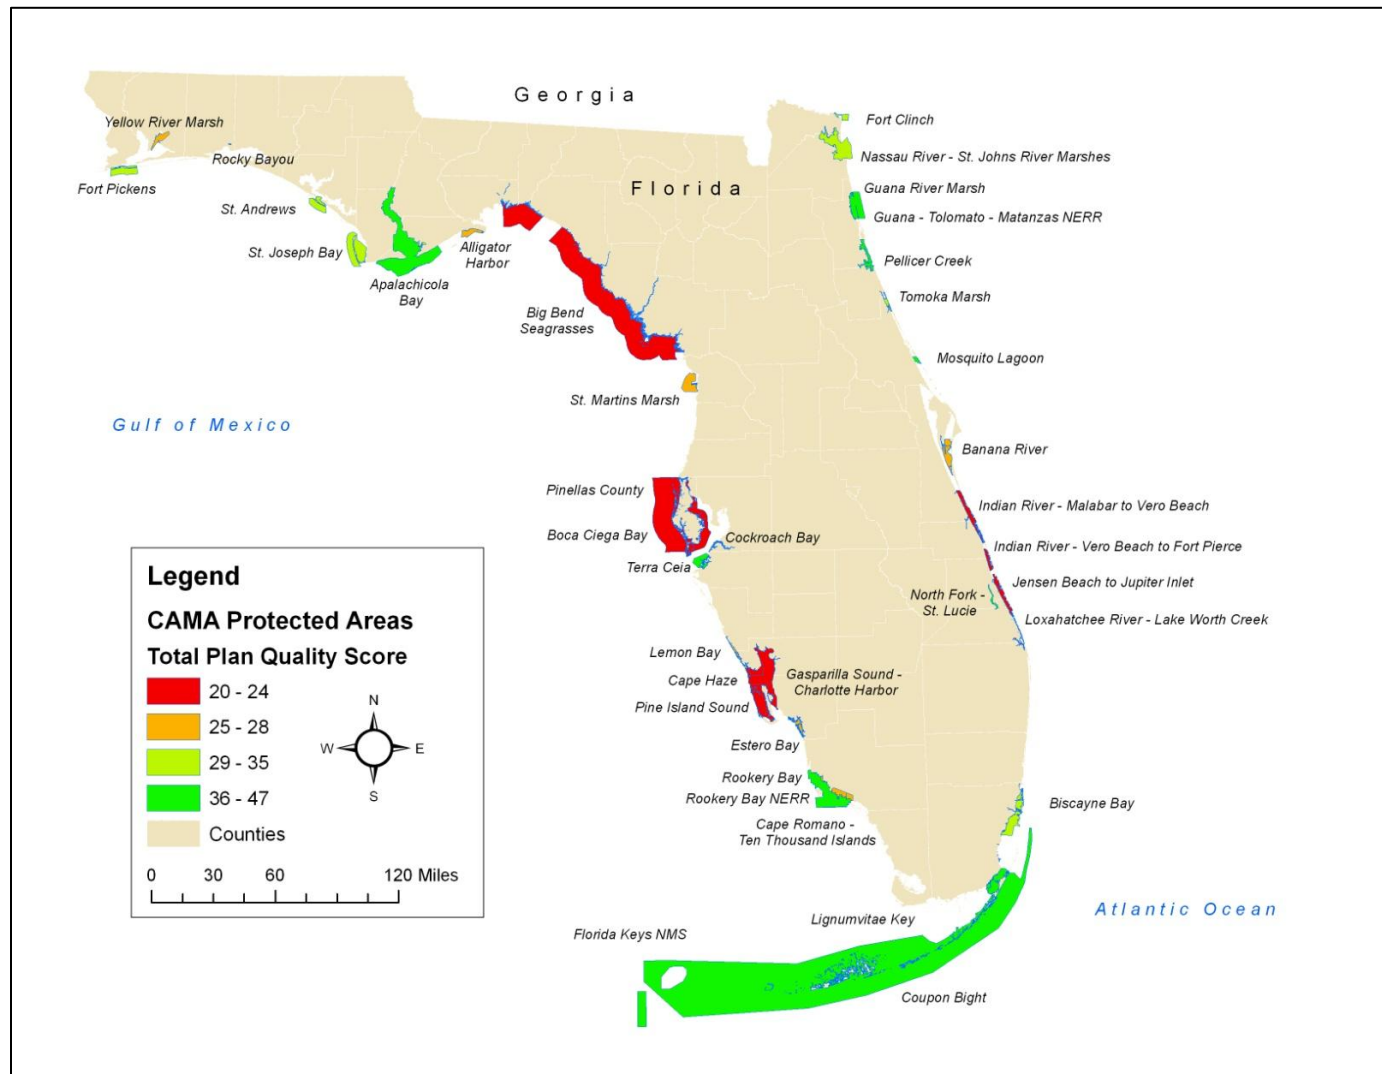 Georgia
Florida
Yellow River Marsh
Rocky Bayou
Fort Pickens
St. Andrews
St. Joseph Bay
Apalachicola
Bay
Alligator
Harbor
Big Bend
Seagrasses
St. Martins Marsh
Gulf of Mexico
Fort Clinch
Nassau River - St. Johns River Marshes
Guana River Marsh
Guana - Tolomato - Matanzas NERR
Pellicer Creek
Tomoka Marsh
Mosquito Lagoon
Banana River
Indian River - Malabar to Vero Beach
Indian River - Vero Beach to Fort Pierce
Jensen Beach to Jupiter Inlet
North Fork -
St. Lucie
Loxahatchee River - Lake Worth Creek
Pinellas County
Boca Ciega Bay
Cockroach Bay
Terra Ceia
Lemon Bay
Cape Haze
Pine Island Sound
Gasparilla Sound -
Charlotte Harbor
Estero Bay
Rookery Bay
Rookery Bay NERR
Cape Romano -
Ten Thousand Islands
Biscayne Bay
Lignumvitae Key
Florida Keys NMS
Coupon Bight
Atlantic Ocean
Legend
CAMA Protected Areas
Total Plan Quality Score
20 - 24
25 - 28
29 - 35
36 - 47
Counties
N
W E
S
0 30 60 120 Miles